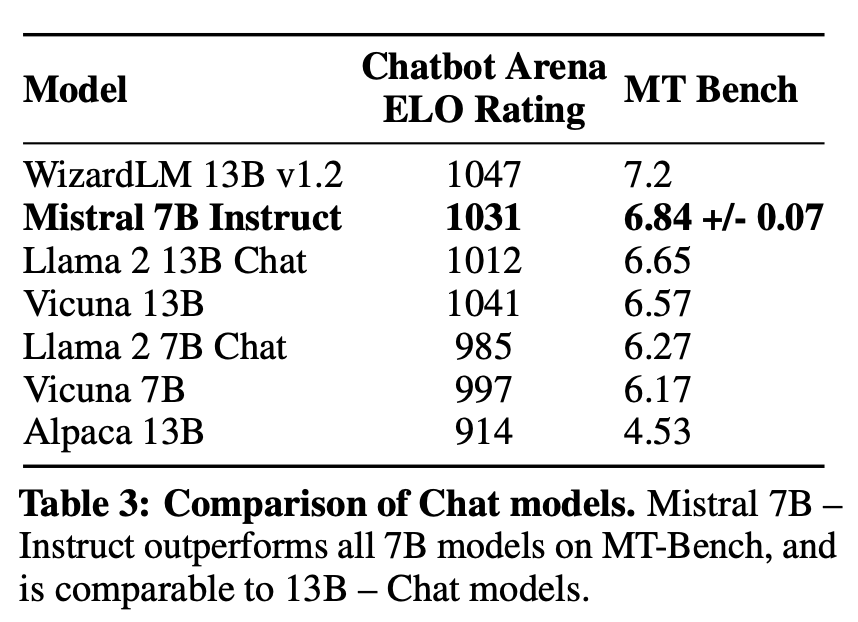 Model Chatbot Arena ELO Rating MT Bench
WizardLM 13B v1.2 1047 7.2
Mistral 7B Instruct 1031 6.84 +/- 0.07
Llama 2 13B Chat 1012 6.65
Vicuna 13B 1041 6.57
Llama 2 7B Chat 985 6.27
Vicuna 7B 997 6.17
Alpaca 13B 914 4.53
Table 3: Comparison of Chat models. Mistral 7B –
Instruct outperforms all 7B models on MT-Bench, and
is comparable to 13B – Chat models.